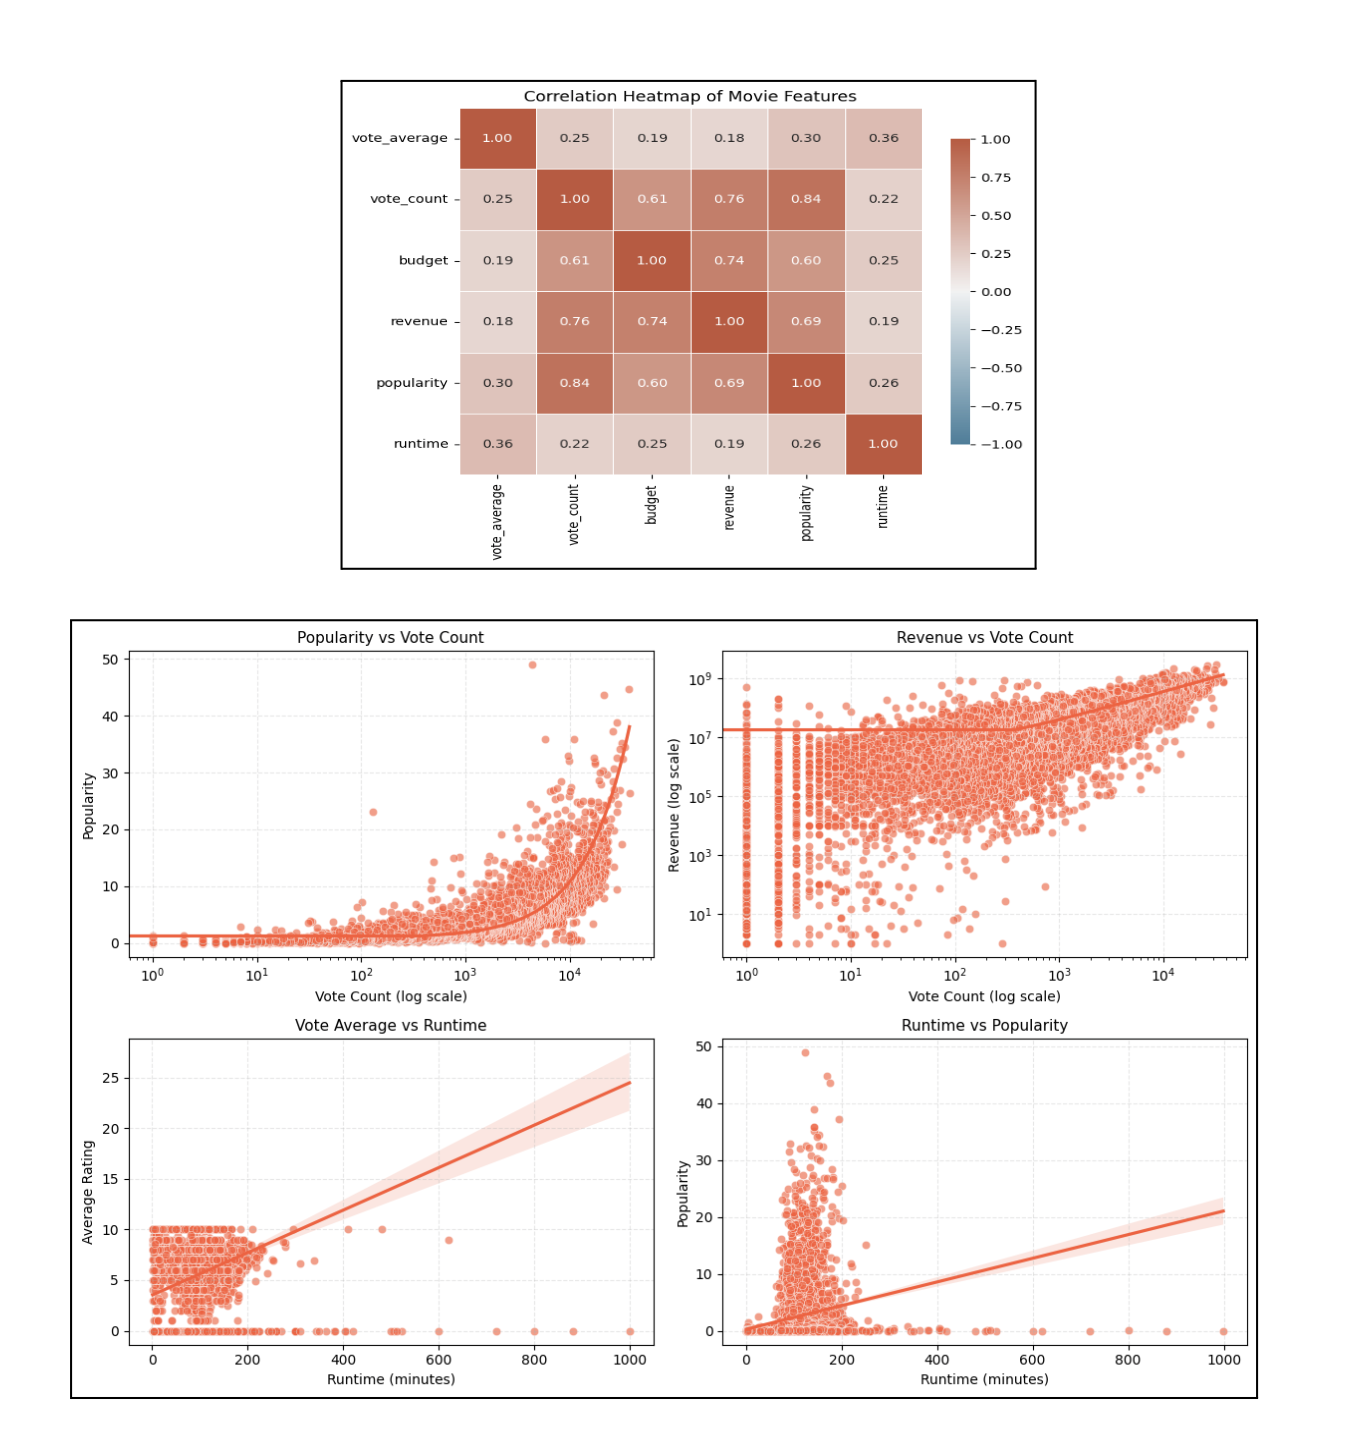 Correlation Heatmap of Movie Features
vote_average 1.00 0.25 0.19 0.18 0.30 0.36
vote_count 0.25 1.00 0.61 0.76 0.84 0.22
budget 0.19 0.61 1.00 0.74 0.60 0.25
revenue 0.18 0.76 0.74 1.00 0.69 0.19
popularity 0.30 0.84 0.60 0.69 1.00 0.26
runtime 0.36 0.22 0.25 0.19 0.26 1.00
vote_average vote_count budget revenue popularity runtime
1.00
0.75
0.50
0.25
0.00
−0.25
−0.50
−0.75
−1.00
Popularity vs Vote Count
Popularity
50
40
30
20
10
0
10⁰ 10¹ 10² 10³ 10⁴
Vote Count (log scale)
Revenue vs Vote Count
Revenue (log scale)
10⁹
10⁷
10⁵
10³
10¹
10⁰ 10¹ 10² 10³ 10⁴
Vote Count (log scale)
Vote Average vs Runtime
Average Rating
25
20
15
10
5
0
0 200 400 600 800 1000
Runtime (minutes)
Runtime vs Popularity
Popularity
50
40
30
20
10
0
0 200 400 600 800 1000
Runtime (minutes)